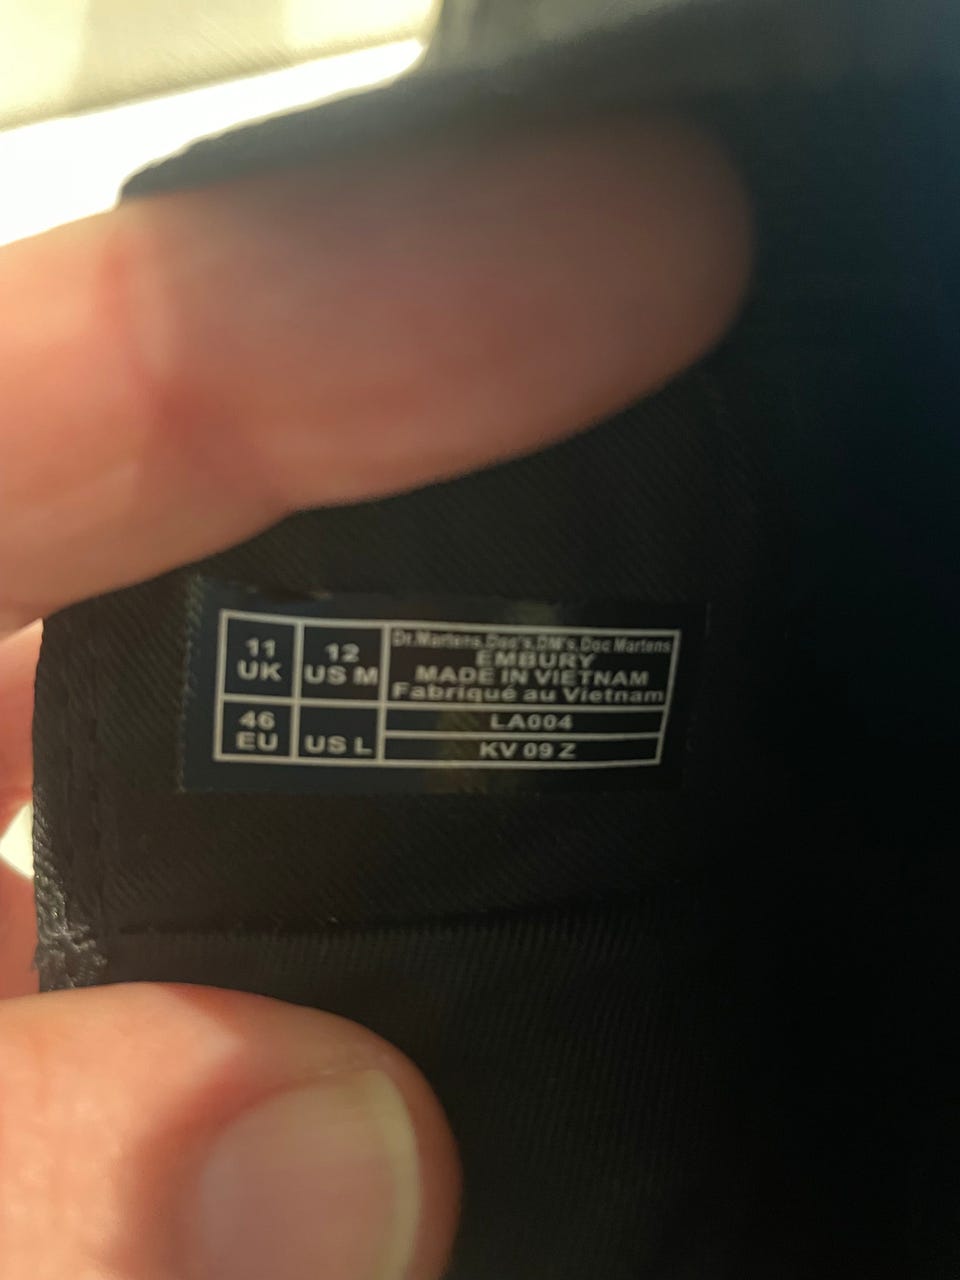 11
UK
12
US M
46
EU
US L
Dr.Martens,Doc's,DM's,Doc Martens
EMBURY
MADE IN VIETNAM
Fabriqué au Vietnam
LA004
KV 09 Z